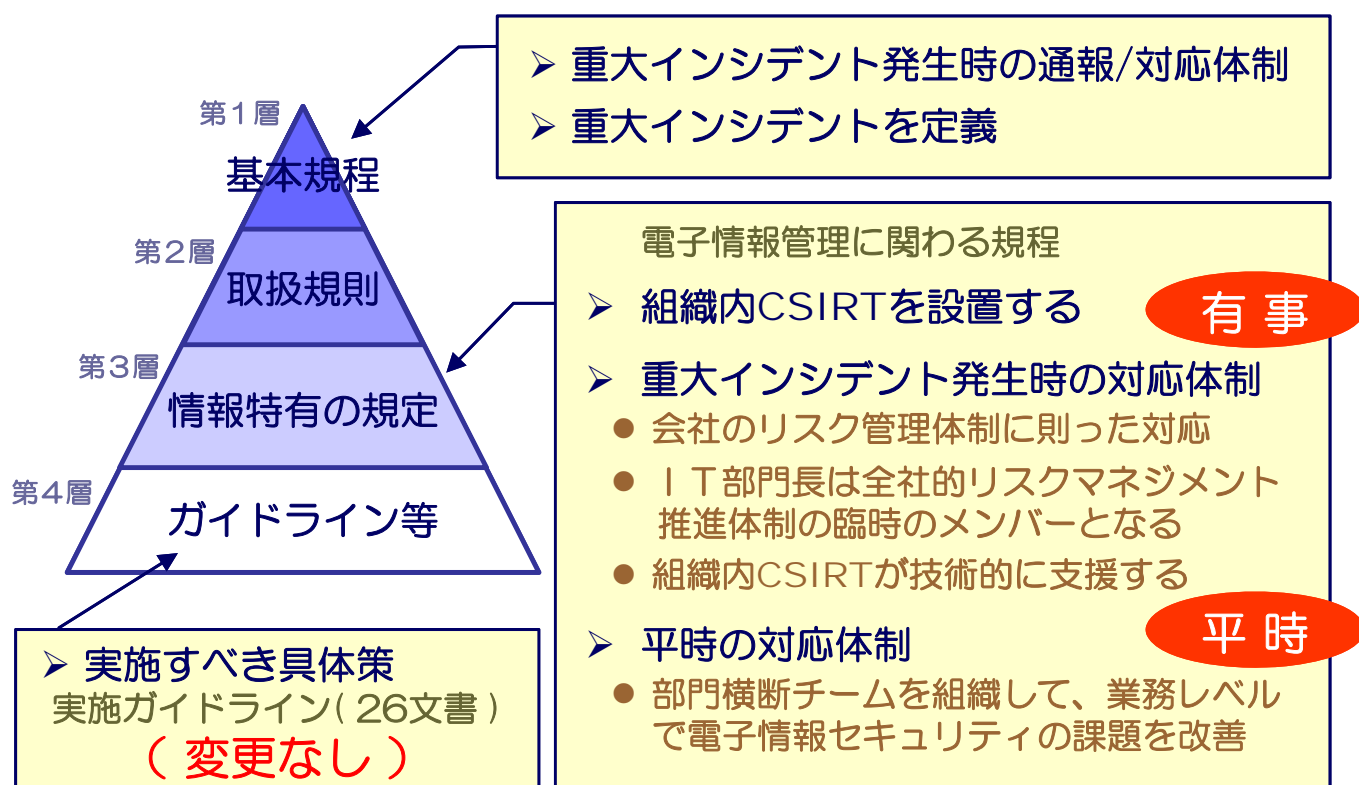 ➢ 重大インシデント発生時の通報/対応体制
➢ 重大インシデントを定義
第1層
基本規程
第2層
取扱規則
第3層
情報特有の規定
第4層
ガイドライン等
電子情報管理に関わる規程
➢ 組織内CSIRTを設置する
有 事
➢ 重大インシデント発生時の対応体制
● 会社のリスク管理体制に則った対応
● IT部門長は全社的リスクマネジメント
推進体制の臨時のメンバーとなる
● 組織内CSIRTが技術的に支援する
平 時
➢ 平時の対応体制
● 部門横断チームを組織して、業務レベル
で電子情報セキュリティの課題を改善
➢ 実施すべき具体策
実施ガイドライン( 26文書 )
( 変更なし )